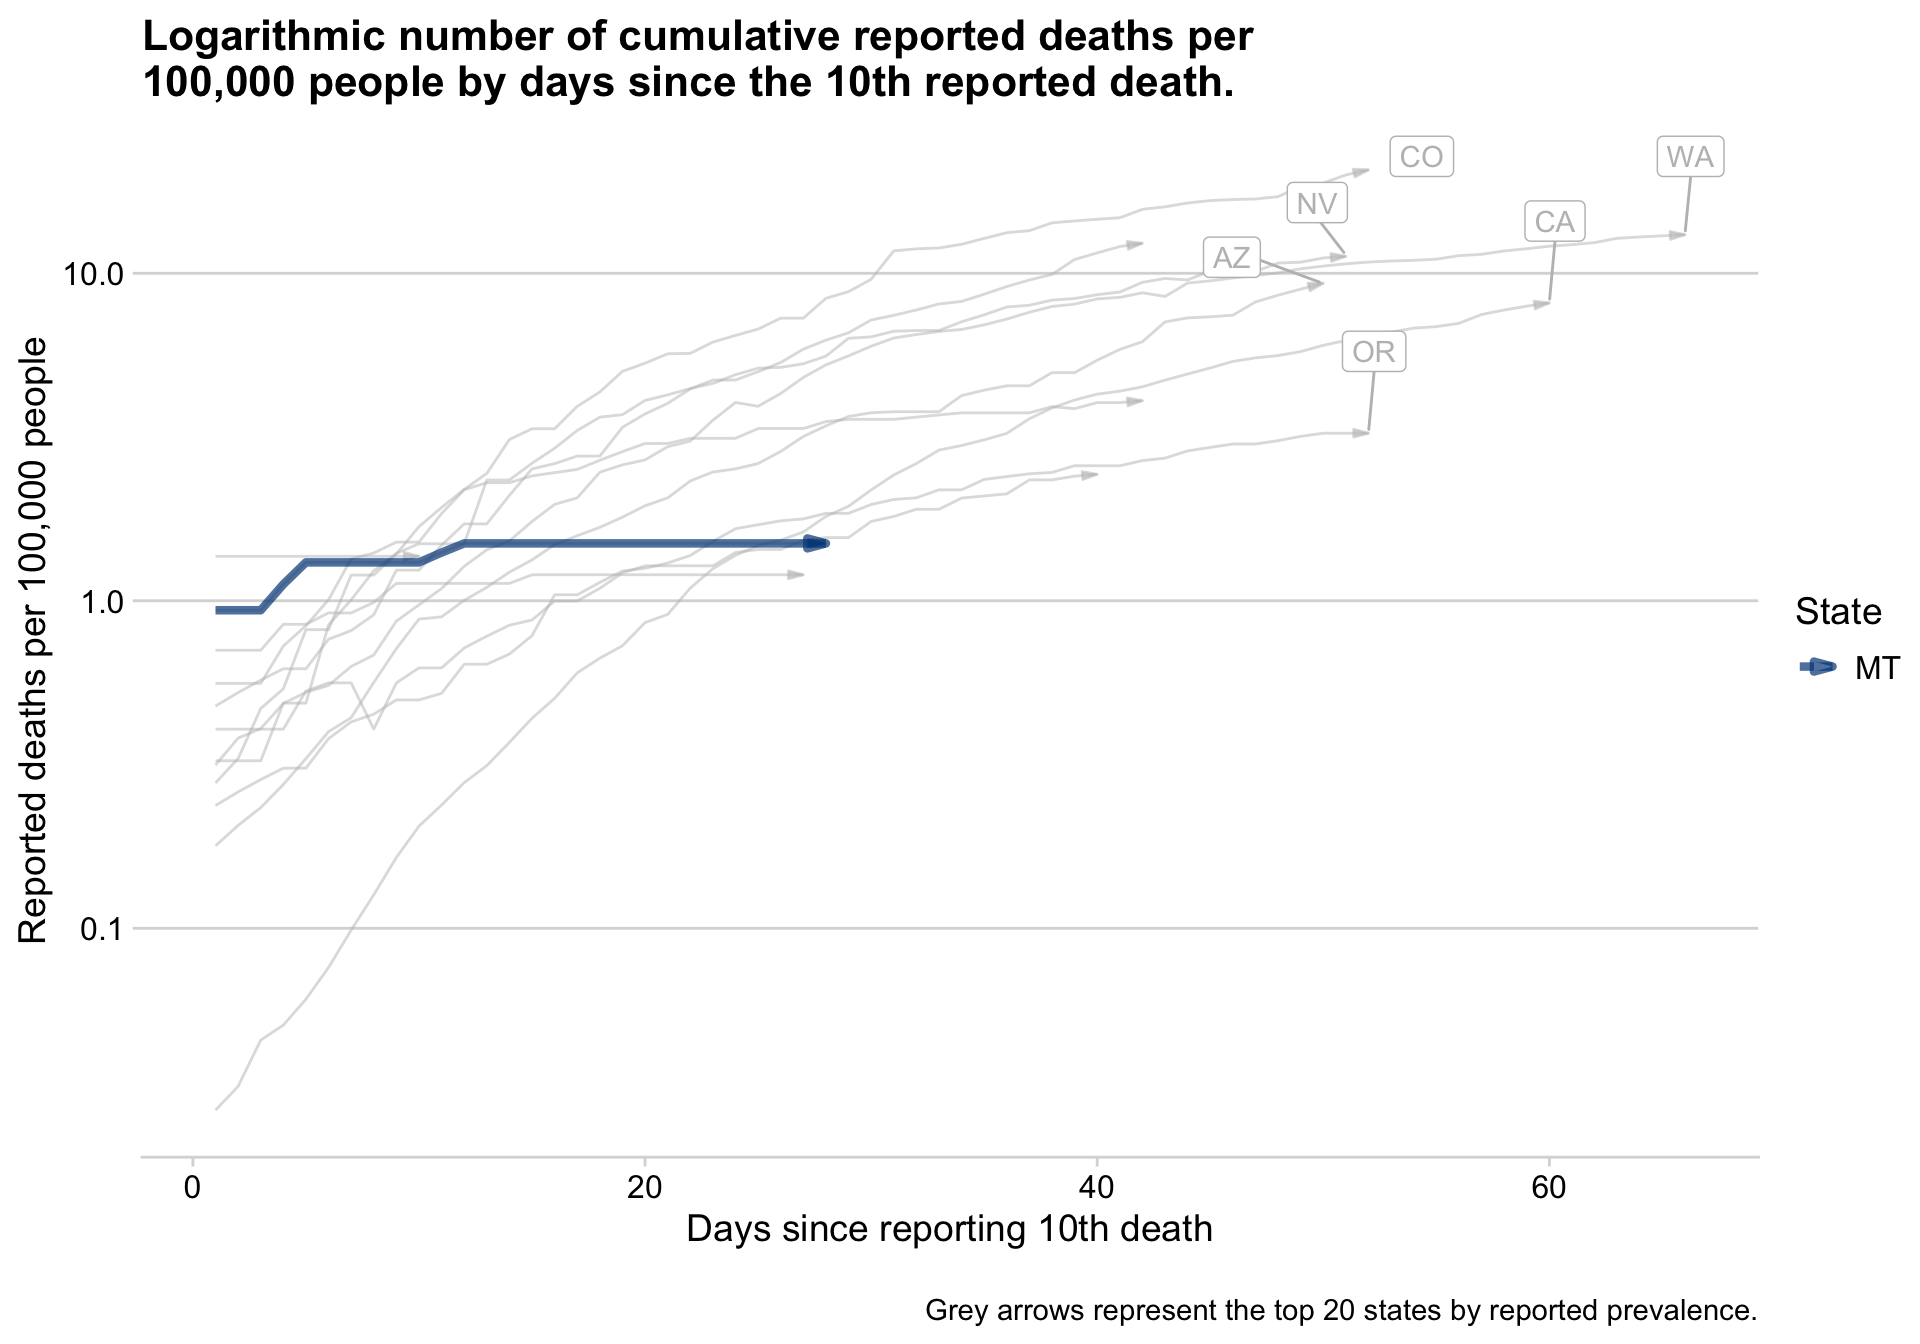 Logarithmic number of cumulative reported deaths per
100,000 people by days since the 10th reported death.
Reported deaths per 100,000 people
10.0
1.0
0.1
CO
WA
NV
CA
AZ
OR
State
MT
0
20
40
60
Days since reporting 10th death
Grey arrows represent the top 20 states by reported prevalence.